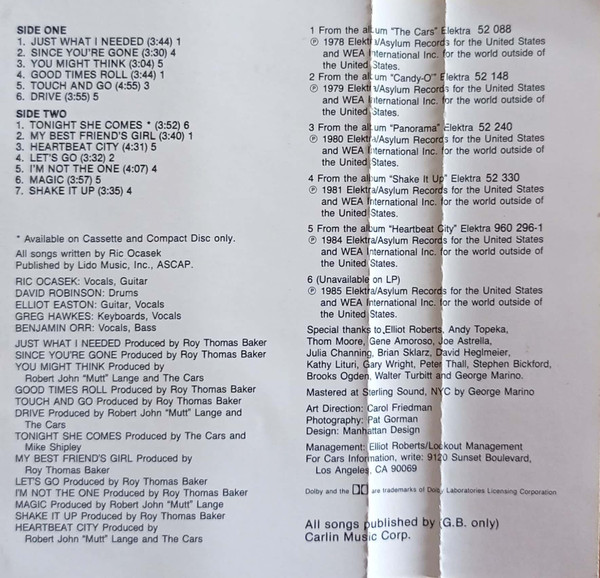 SIDE ONE
1. JUST WHAT I NEEDED (3:44) 1
2. SINCE YOU'RE GONE (3:30) 4
3. YOU MIGHT THINK (3:04) 5
4. GOOD TIMES ROLL (3:44) 1
5. TOUCH AND GO (4:55) 3
6. DRIVE (3:55) 5
SIDE TWO
1. TONIGHT SHE COMES * (3:52) 6
2. MY BEST FRIEND'S GIRL (3:40) 1
3. HEARTBEAT CITY (4:31) 5
4. LET'S GO (3:32) 2
5. I'M NOT THE ONE (4:07) 4
6. MAGIC (3:57) 5
7. SHAKE IT UP (3:35) 4
* Available on Cassette and Compact Disc only.
All songs written by Ric Ocasek
Published by Lido Music, Inc., ASCAP.
RIC OCASEK: Vocals, Guitar
DAVID ROBINSON: Drums
ELLIOT EASTON: Guitar, Vocals
GREG HAWKES: Keyboards, Vocals
BENJAMIN ORR: Vocals, Bass
JUST WHAT I NEEDED Produced by Roy Thomas Baker
SINCE YOU'RE GONE Produced by Roy Thomas Baker
YOU MIGHT THINK Produced by
Robert John "Mutt" Lange and The Cars
GOOD TIMES ROLL Produced by Roy Thomas Baker
TOUCH AND GO Produced by Roy Thomas Baker
DRIVE Produced by Robert John "Mutt" Lange and
The Cars
TONIGHT SHE COMES Produced by The Cars and
Mike Shipley
MY BEST FRIEND'S GIRL Produced by
Roy Thomas Baker
LET'S GO Produced by Roy Thomas Baker
I'M NOT THE ONE Produced by Roy Thomas Baker
MAGIC Produced by Robert John "Mutt" Lange
SHAKE IT UP Produced by Roy Thomas Baker
HEARTBEAT CITY Produced by
Robert John "Mutt" Lange and The Cars
1 From the album "The Cars" Elektra 52 088
℗ 1978 Elektra/Asylum Records for the United States
and WEA International Inc. for the world outside of
the United States.
2 From the album "Candy-O" Elektra 52 148
℗ 1979 Elektra/Asylum Records for the United States
and WEA International Inc. for the world outside of
the United States.
3 From the album "Panorama" Elektra 52 240
℗ 1980 Elektra/Asylum Records for the United States
and WEA International Inc. for the world outside of
the United States.
4 From the album "Shake It Up" Elektra 52 330
℗ 1981 Elektra/Asylum Records for the United States
and WEA International Inc. for the world outside of
the United States.
5 From the album "Heartbeat City" Elektra 960 296-1
℗ 1984 Elektra/Asylum Records for the United States
and WEA International Inc. for the world outside of
the United States.
6 (Unavailable on LP)
℗ 1985 Elektra/Asylum Records for the United States
and WEA International Inc. for the world outside of
the United States.
Special thanks to, Elliot Roberts, Andy Topeka,
Thom Moore, Gene Amoroso, Joe Astrella,
Julia Channing, Brian Sklarz, David Heglmeier,
Kathy Lituri, Gary Wright, Peter Thall, Stephen Bickford,
Brooks Ogden, Walter Turbitt and George Marino.
Mastered at Sterling Sound, NYC by George Marino
Art Direction: Carol Friedman
Photography: Pat Gorman
Design: Manhattan Design
Management: Elliot Roberts/Lookout Management
For Cars Information, write: 9120 Sunset Boulevard,
Los Angeles, CA 90069
Dolby and the are trademarks of Dolby Laboratories Licensing Corporation
All songs published by (G.B. only)
Carlin Music Corp.